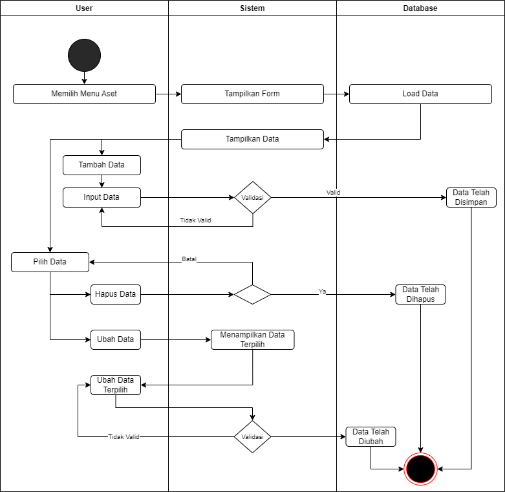 User
Sistem
Database
Memilih Menu Aset
Tampilkan Form
Load Data
Tampilkan Data
Tambah Data
Input Data
Validasi
Valid
Data Telah
Disimpan
Tidak Valid
Pilih Data
Batal
Hapus Data
Ya
Data Telah
Dihapus
Ubah Data
Menampilkan Data
Terpilih
Ubah Data
Terpilih
Tidak Valid
Validasi
Data Telah
Diubah